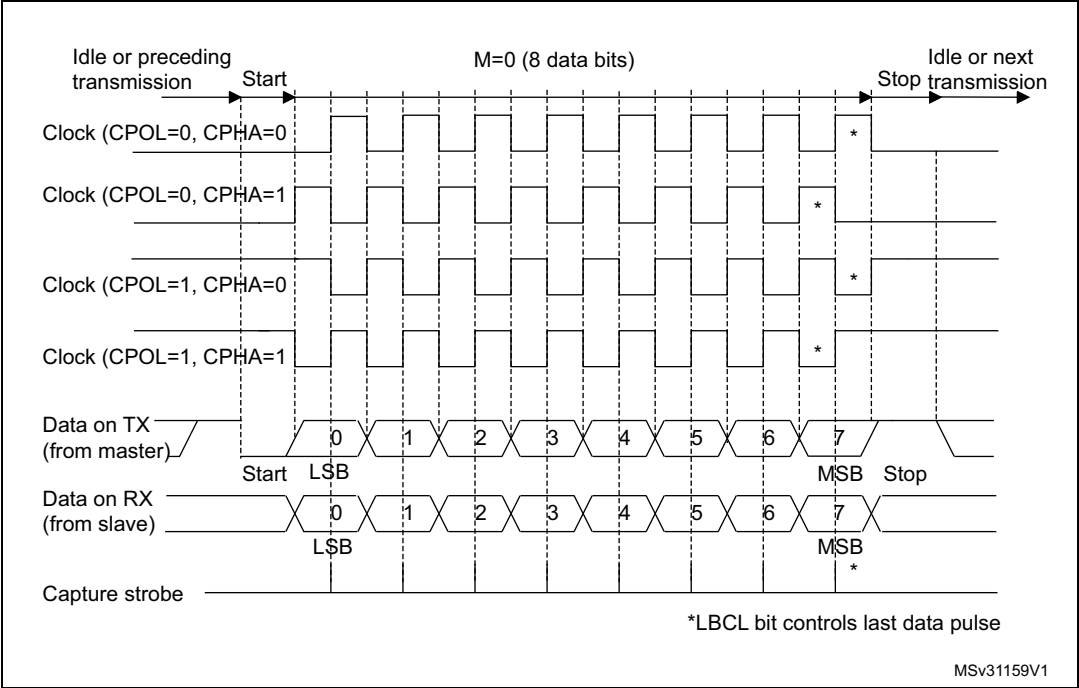 Idle or preceding
transmission
Start
M=0 (8 data bits)
Stop
Idle or next
transmission
Clock (CPOL=0, CPHA=0
*
Clock (CPOL=0, CPHA=1
*
Clock (CPOL=1, CPHA=0
*
Clock (CPOL=1, CPHA=1
*
Data on TX
(from master)
0 1 2 3 4 5 6 7
Start LSB MSB Stop
Data on RX
(from slave)
0 1 2 3 4 5 6 7
LSB MSB
*
Capture strobe
*LBCL bit controls last data pulse
MSv31159V1